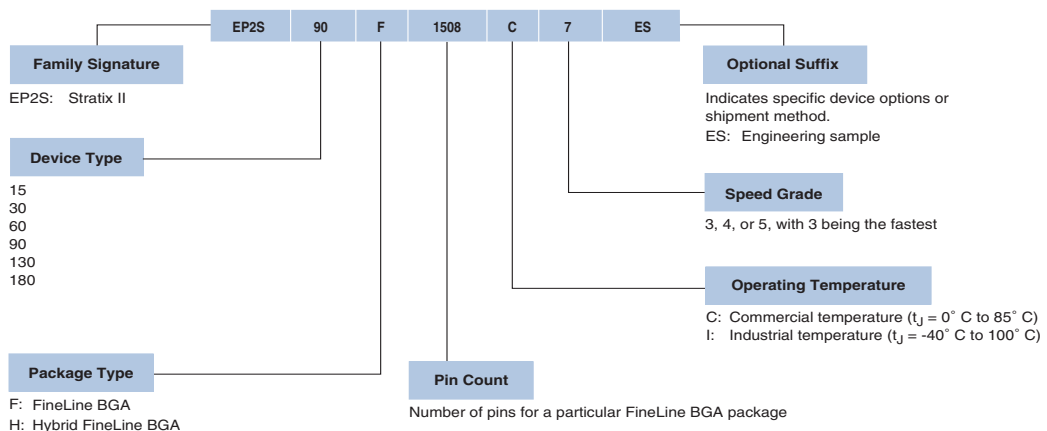 EP2S 90 F 1508 C 7 ES
Family Signature
EP2S: Stratix II
Device Type
15
30
60
90
130
180
Package Type
F: FineLine BGA
H: Hybrid FineLine BGA
Pin Count
Number of pins for a particular FineLine BGA package
Optional Suffix
Indicates specific device options or
shipment method.
ES: Engineering sample
Speed Grade
3, 4, or 5, with 3 being the fastest
Operating Temperature
C: Commercial temperature (tJ = 0° C to 85° C)
I: Industrial temperature (tJ = -40° C to 100° C)